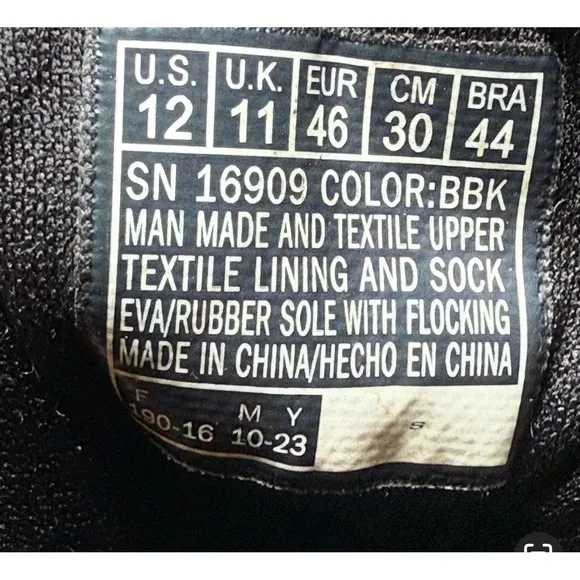 U.S. U.K. EUR CM BRA
12 11 46 30 44
SN 16909 COLOR:BBK
MAN MADE AND TEXTILE UPPER
TEXTILE LINING AND SOCK
EVA/RUBBER SOLE WITH FLOCKING
MADE IN CHINA/HECHO EN CHINA
F M Y
190-16 10-23
S